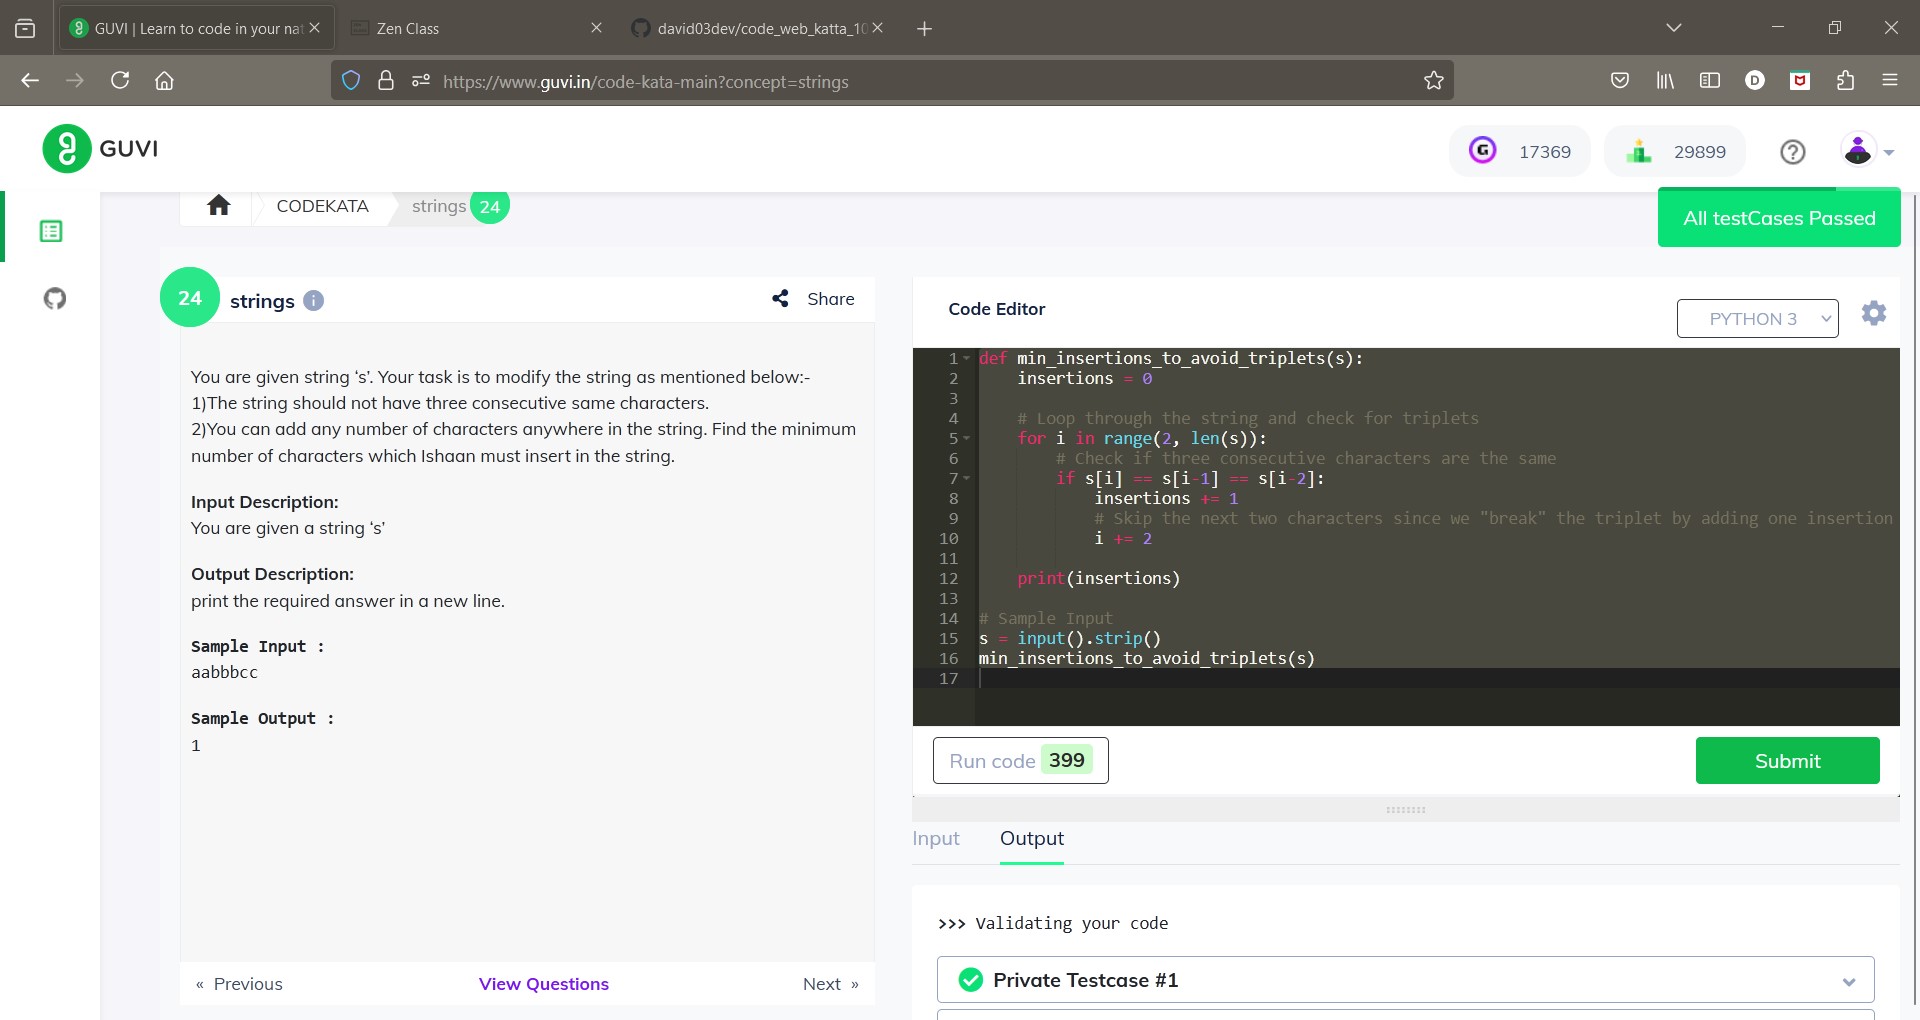 GUVI | Learn to code in your nat
Zen Class
david03dev/code_web_katta_10
https://www.guvi.in/code-kata-main?concept=strings
GUVI
17369
29899
CODEKATA
strings 24
All testCases Passed
24
strings
Share
You are given string ‘s’. Your task is to modify the string as mentioned below:-
1)The string should not have three consecutive same characters.
2)You can add any number of characters anywhere in the string. Find the minimum
number of characters which Ishaan must insert in the string.
Input Description:
You are given a string ‘s’
Output Description:
print the required answer in a new line.
Sample Input :
aabbbcc
Sample Output :
1
« Previous
View Questions
Next »
Code Editor
PYTHON 3
1 def min_insertions_to_avoid_triplets(s):
2 insertions = 0
3
4 # Loop through the string and check for triplets
5 for i in range(2, len(s)):
6 # Check if three consecutive characters are the same
7 if s[i] == s[i-1] == s[i-2]:
8 insertions += 1
9 # Skip the next two characters since we "break" the triplet by adding one insertion
10 i += 2
11
12 print(insertions)
13
14 # Sample Input
15 s = input().strip()
16 min_insertions_to_avoid_triplets(s)
17
Run code 399
Submit
Input
Output
>>> Validating your code
Private Testcase #1